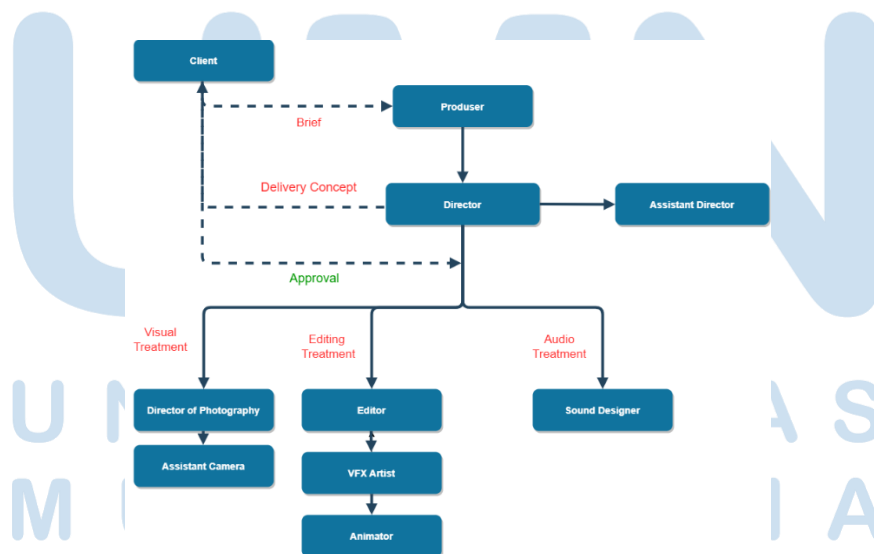 Client
Produser
Brief
Delivery Concept
Director
Assistant Director
Approval
Visual
Treatment
Editing
Treatment
Audio
Treatment
Director of Photography
Editor
Sound Designer
Assistant Camera
VFX Artist
Animator